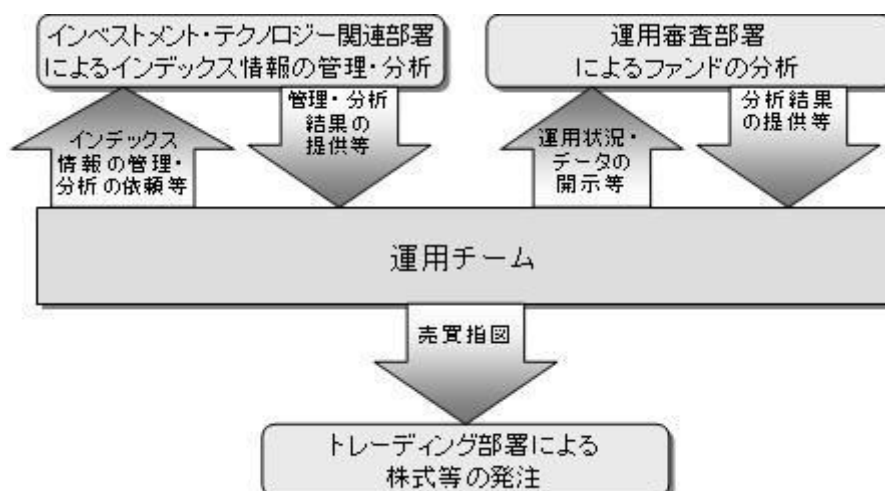 インベストメント・テクノロジー関連部署
によるインデックス情報の管理・分析
運用審査部署
によるファンドの分析
インデックス
情報の管理・
分析の依頼等
管理・分析
結果の
提供等
運用状況・
データの
開示等
分析結果
の提供等
運用チーム
売買指図
トレーディング部署による
株式等の発注